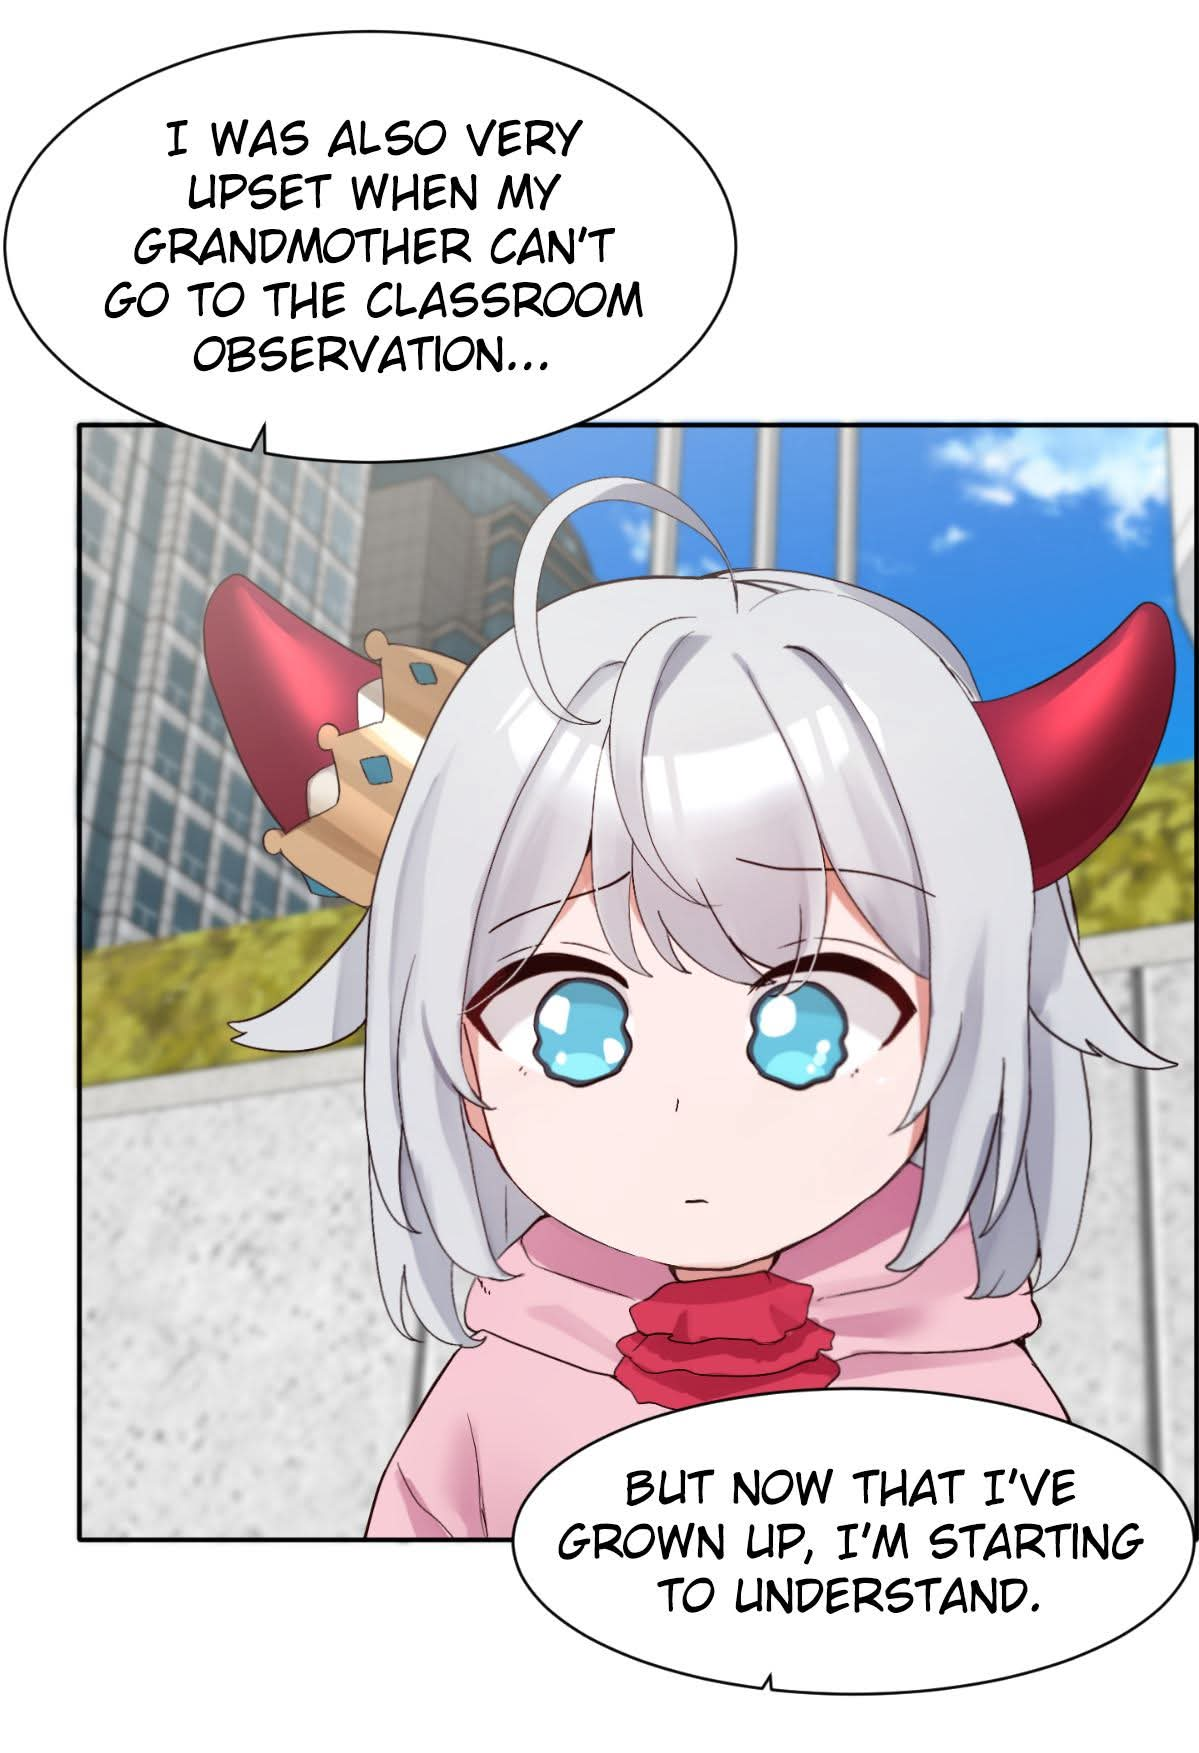 I WAS ALSO VERY
UPSET WHEN MY
GRANDMOTHER CAN'T
GO TO THE CLASSROOM
OBSERVATION...
BUT NOW THAT I'VE
GROWN UP, I'M STARTING
TO UNDERSTAND.